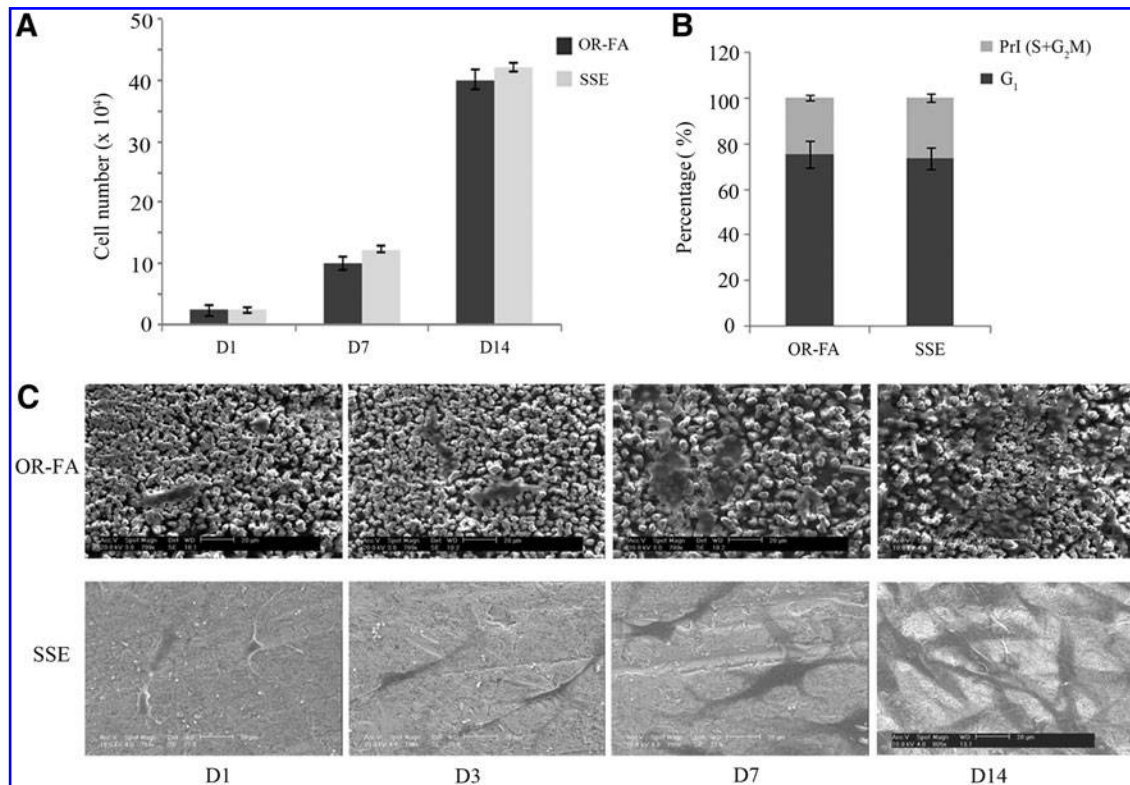 A
Cell number (x 10⁴)
50
40
30
20
10
0
D1 D7 D14
OR-FA
SSE
B
Percentage ( %)
120
100
80
60
40
20
0
OR-FA SSE
PrI (S+G₂M)
G₁
C
OR-FA
SSE
D1 D3 D7 D14